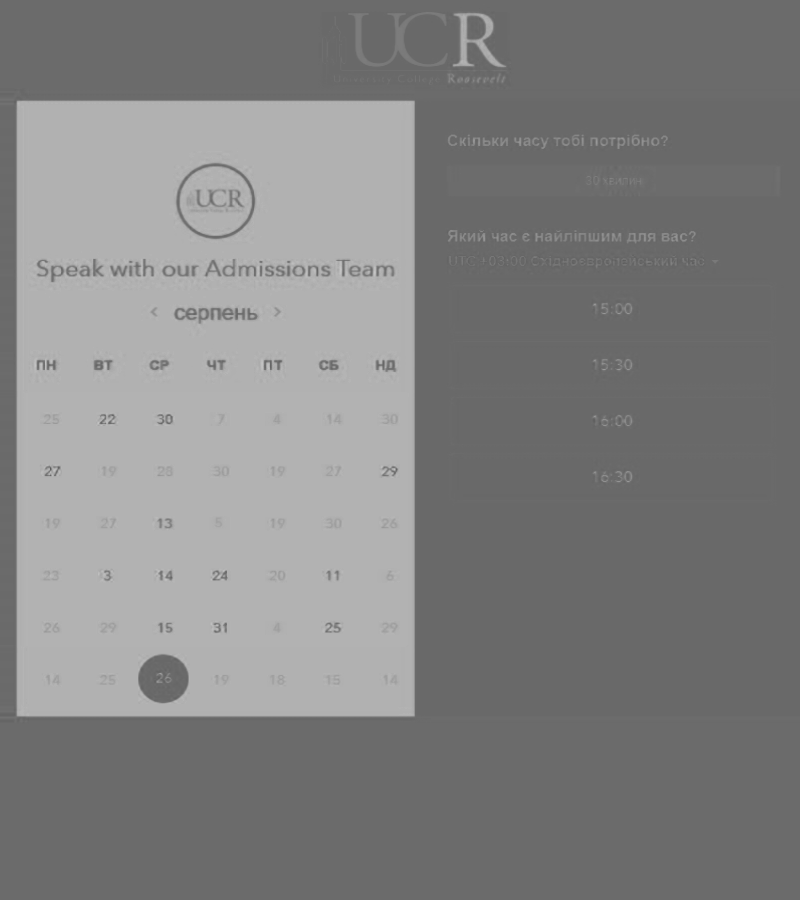 UCR
University College Roosevelt
UCR
Speak with our Admissions Team
серпень
ПН ВТ СР ЧТ ПТ СБ НД
25 22 30 7 4 14 30
27 19 28 30 19 27 29
19 27 13 5 19 30 26
23 3 14 24 20 11 6
26 29 15 31 4 25 29
14 25 26 19 18 15 14
Скільки часу тобі потрібно?
30 хвилин
Який час є найліпшим для вас?
UTC +03:00 Східноєвропейський час
15:00
15:30
16:00
16:30